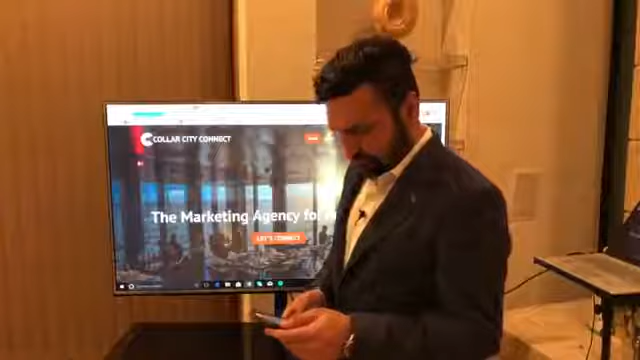 COLLAR CITY CONNECT
The Marketing Agency for
LET'S CONNECT